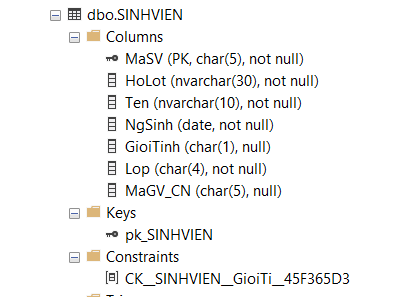 dbo.SINHVIEN
Columns
MaSV (PK, char(5), not null)
HoLot (nvarchar(30), not null)
Ten (nvarchar(10), not null)
NgSinh (date, not null)
GioiTinh (char(1), null)
Lop (char(4), not null)
MaGV_CN (char(5), null)
Keys
pk_SINHVIEN
Constraints
CK__SINHVIEN__GioiTi__45F365D3